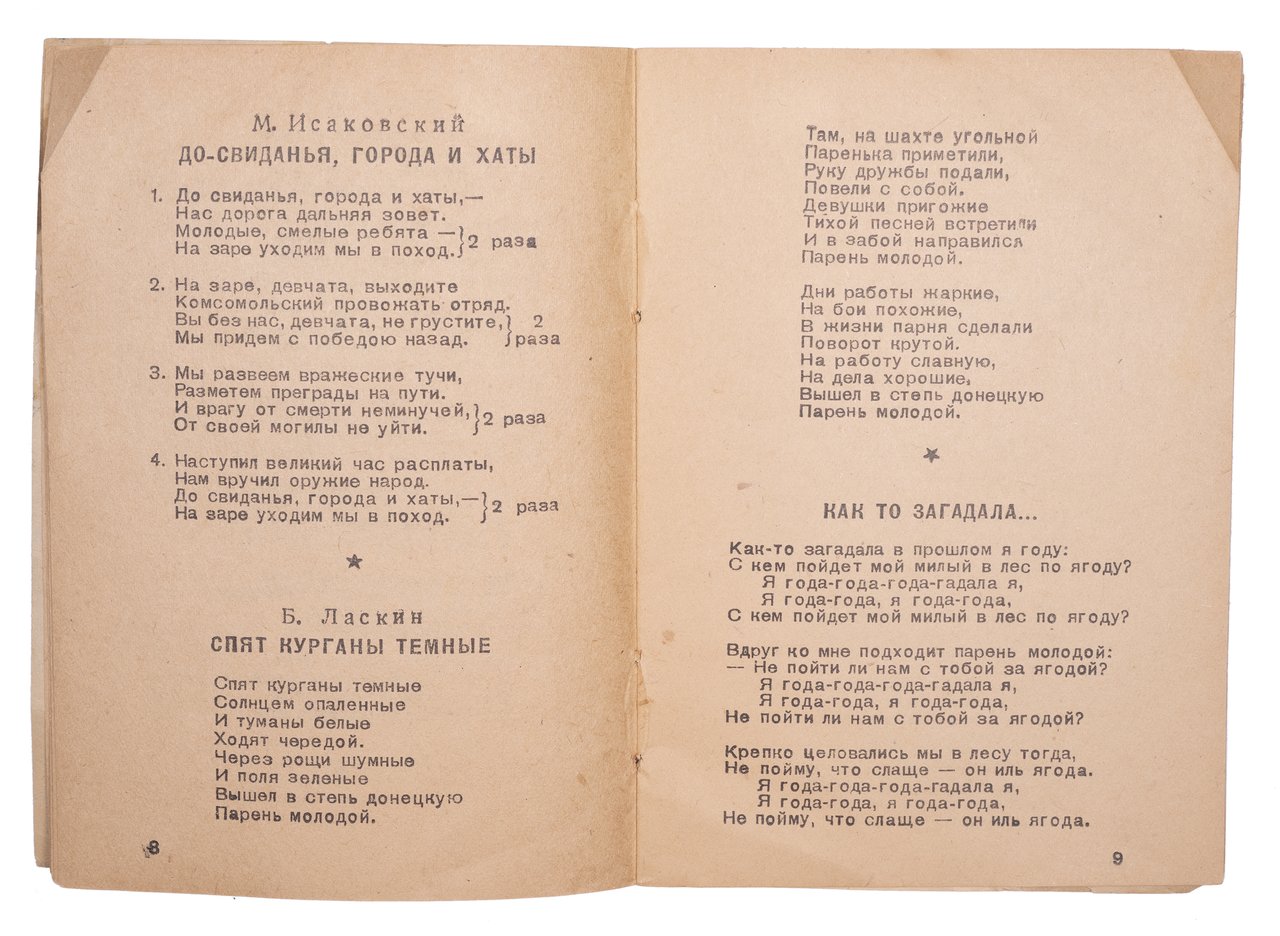 М. Исаковский
ДО-СВИДАНЬЯ, ГОРОДА И ХАТЫ
1. До свиданья, города и хаты,—
Нас дорога дальняя зовет.
Молодые, смелые ребята —} 2 раза
На заре уходим мы в поход.
2. На заре, девчата, выходите
Комсомольский провожать отряд.
Вы без нас, девчата, не грустите,} 2
Мы придем с победою назад. } раза
3. Мы развеем вражеские тучи,
Разметем преграды на пути.
И врагу от смерти неминучей,} 2 раза
От своей могилы не уйти.
4. Наступил великий час расплаты,
Нам вручил оружие народ.
До свиданья, города и хаты,—} 2 раза
На заре уходим мы в поход.
★
Б. Ласкин
СПЯТ КУРГАНЫ ТЕМНЫЕ
Спят курганы темные
Солнцем опаленные
И туманы белые
Ходят чередой.
Через рощи шумные
И поля зеленые
Вышел в степь донецкую
Парень молодой.
8
Там, на шахте угольной
Паренька приметили,
Руку дружбы подали,
Повели с собой.
Девушки пригожие
Тихой песней встретили
И в забой направился
Парень молодой.
Дни работы жаркие,
На бои похожие,
В жизни парня сделали
Поворот крутой.
На работу славную,
На дела хорошие,
Вышел в степь донецкую
Парень молодой.
★
КАК ТО ЗАГАДАЛА...
Как-то загадала в прошлом я году:
С кем пойдет мой милый в лес по ягоду?
Я года-года-года-гадала я,
Я года-года, я года-года,
С кем пойдет мой милый в лес по ягоду?
Вдруг ко мне подходит парень молодой:
— Не пойти ли нам с тобой за ягодой?
Я года-года-года-гадала я,
Я года-года, я года-года,
Не пойти ли нам с тобой за ягодой?
Крепко целовались мы в лесу тогда,
Не пойму, что слаще — он иль ягода.
Я года-года-года-гадала я,
Я года-года, я года-года,
Не пойму, что слаще — он иль ягода.
9